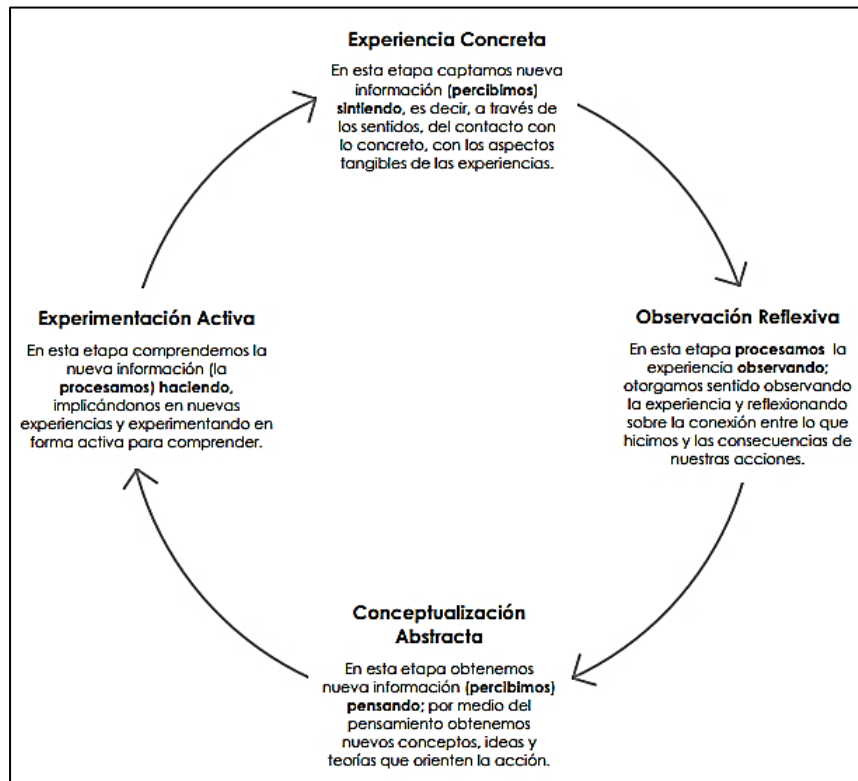 Experiencia Concreta
En esta etapa captamos nueva
información (percibimos)
sintiendo, es decir, a través de
los sentidos, del contacto con
lo concreto, con los aspectos
tangibles de las experiencias.
Observación Reflexiva
En esta etapa procesamos la
experiencia observando;
otorgamos sentido observando
la experiencia y reflexionando
sobre la conexión entre lo que
hicimos y las consecuencias de
nuestras acciones.
Conceptualización
Abstracta
En esta etapa obtenemos
nueva información (percibimos)
pensando; por medio del
pensamiento obtenemos
nuevos conceptos, ideas y
teorías que orienten la acción.
Experimentación Activa
En esta etapa comprendemos la
nueva información (la
procesamos) haciendo,
implicándonos en nuevas
experiencias y experimentando en
forma activa para comprender.